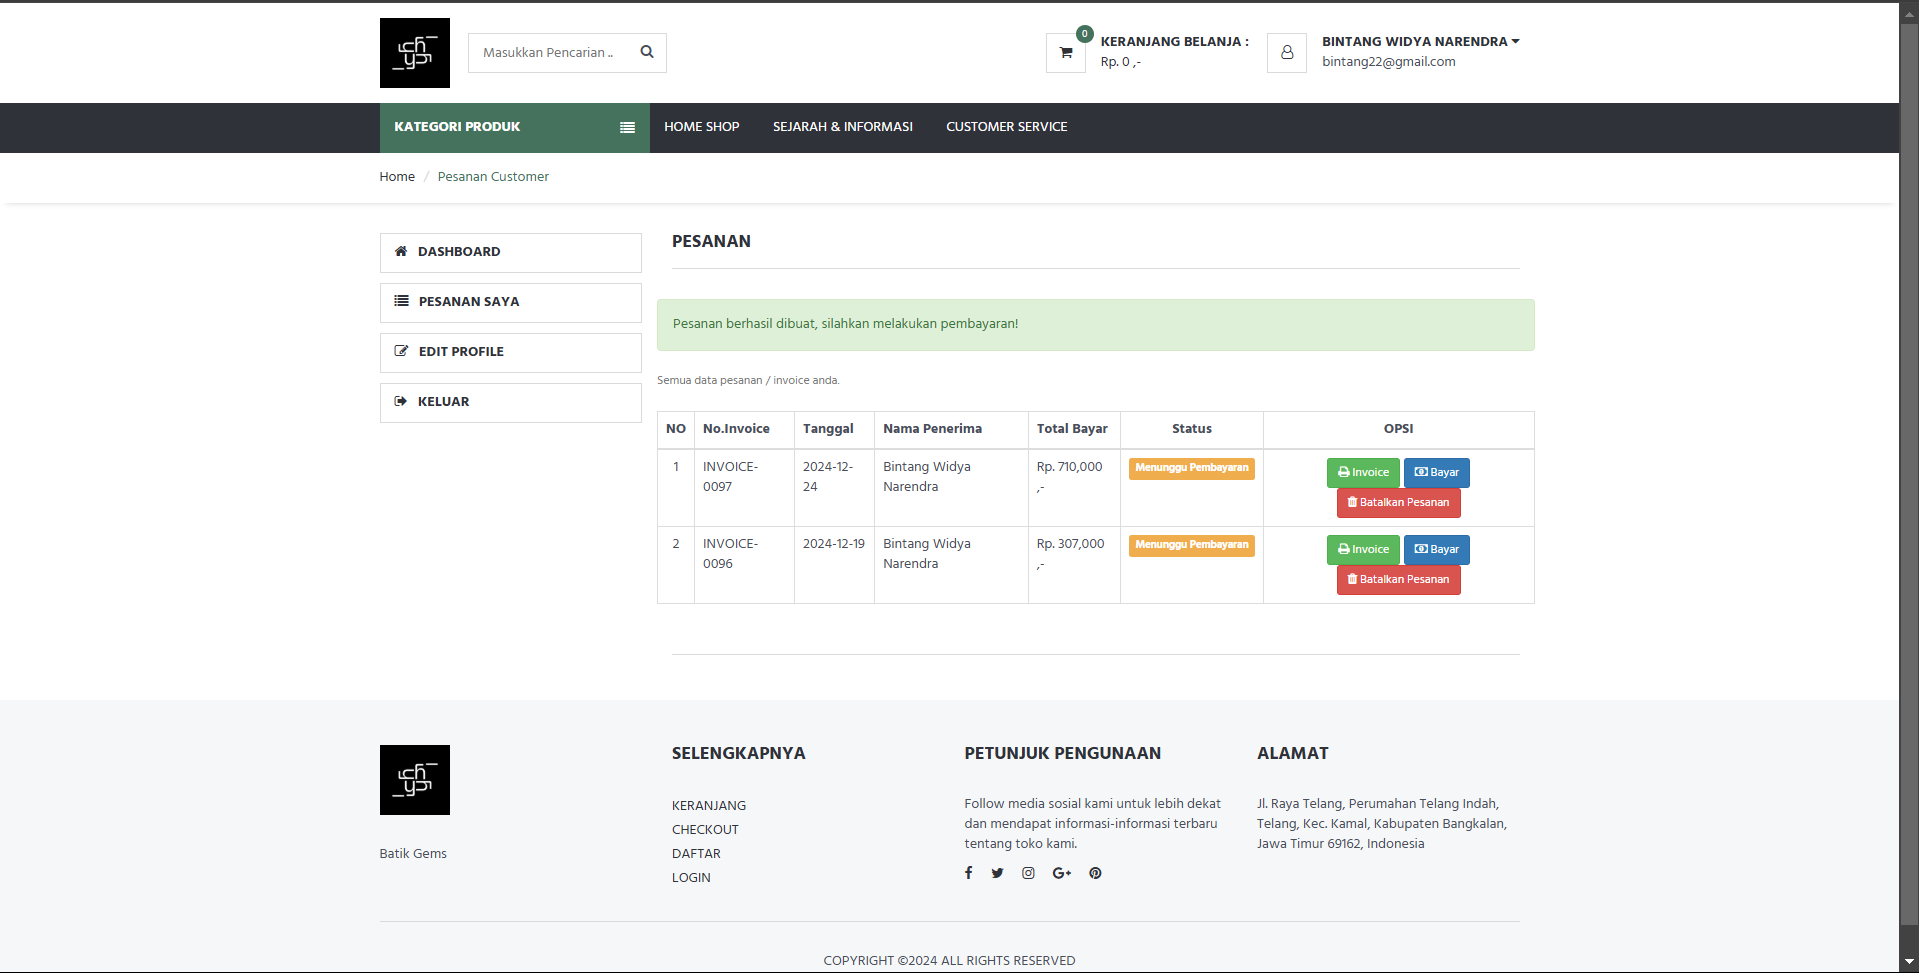 Masukkan Pencarian ..
0
KERANJANG BELANJA :
Rp. 0 ,-
BINTANG WIDYA NARENDRA
bintang22@gmail.com
KATEGORI PRODUK
HOME SHOP
SEJARAH & INFORMASI
CUSTOMER SERVICE
Home / Pesanan Customer
DASHBOARD
PESANAN SAYA
EDIT PROFILE
KELUAR
PESANAN
Pesanan berhasil dibuat, silahkan melakukan pembayaran!
Semua data pesanan / invoice anda.
NO No.Invoice Tanggal Nama Penerima Total Bayar Status OPSI
1 INVOICE-0097 2024-12-24 Bintang Widya Narendra Rp. 710,000 ,- Menunggu Pembayaran Invoice Bayar Batalkan Pesanan
2 INVOICE-0096 2024-12-19 Bintang Widya Narendra Rp. 307,000 ,- Menunggu Pembayaran Invoice Bayar Batalkan Pesanan
Batik Gems
SELENGKAPNYA
KERANJANG
CHECKOUT
DAFTAR
LOGIN
PETUNJUK PENGUNAAN
Follow media sosial kami untuk lebih dekat
dan mendapat informasi-informasi terbaru
tentang toko kami.
ALAMAT
Jl. Raya Telang, Perumahan Telang Indah,
Telang, Kec. Kamal, Kabupaten Bangkalan,
Jawa Timur 69162, Indonesia
COPYRIGHT ©2024 ALL RIGHTS RESERVED